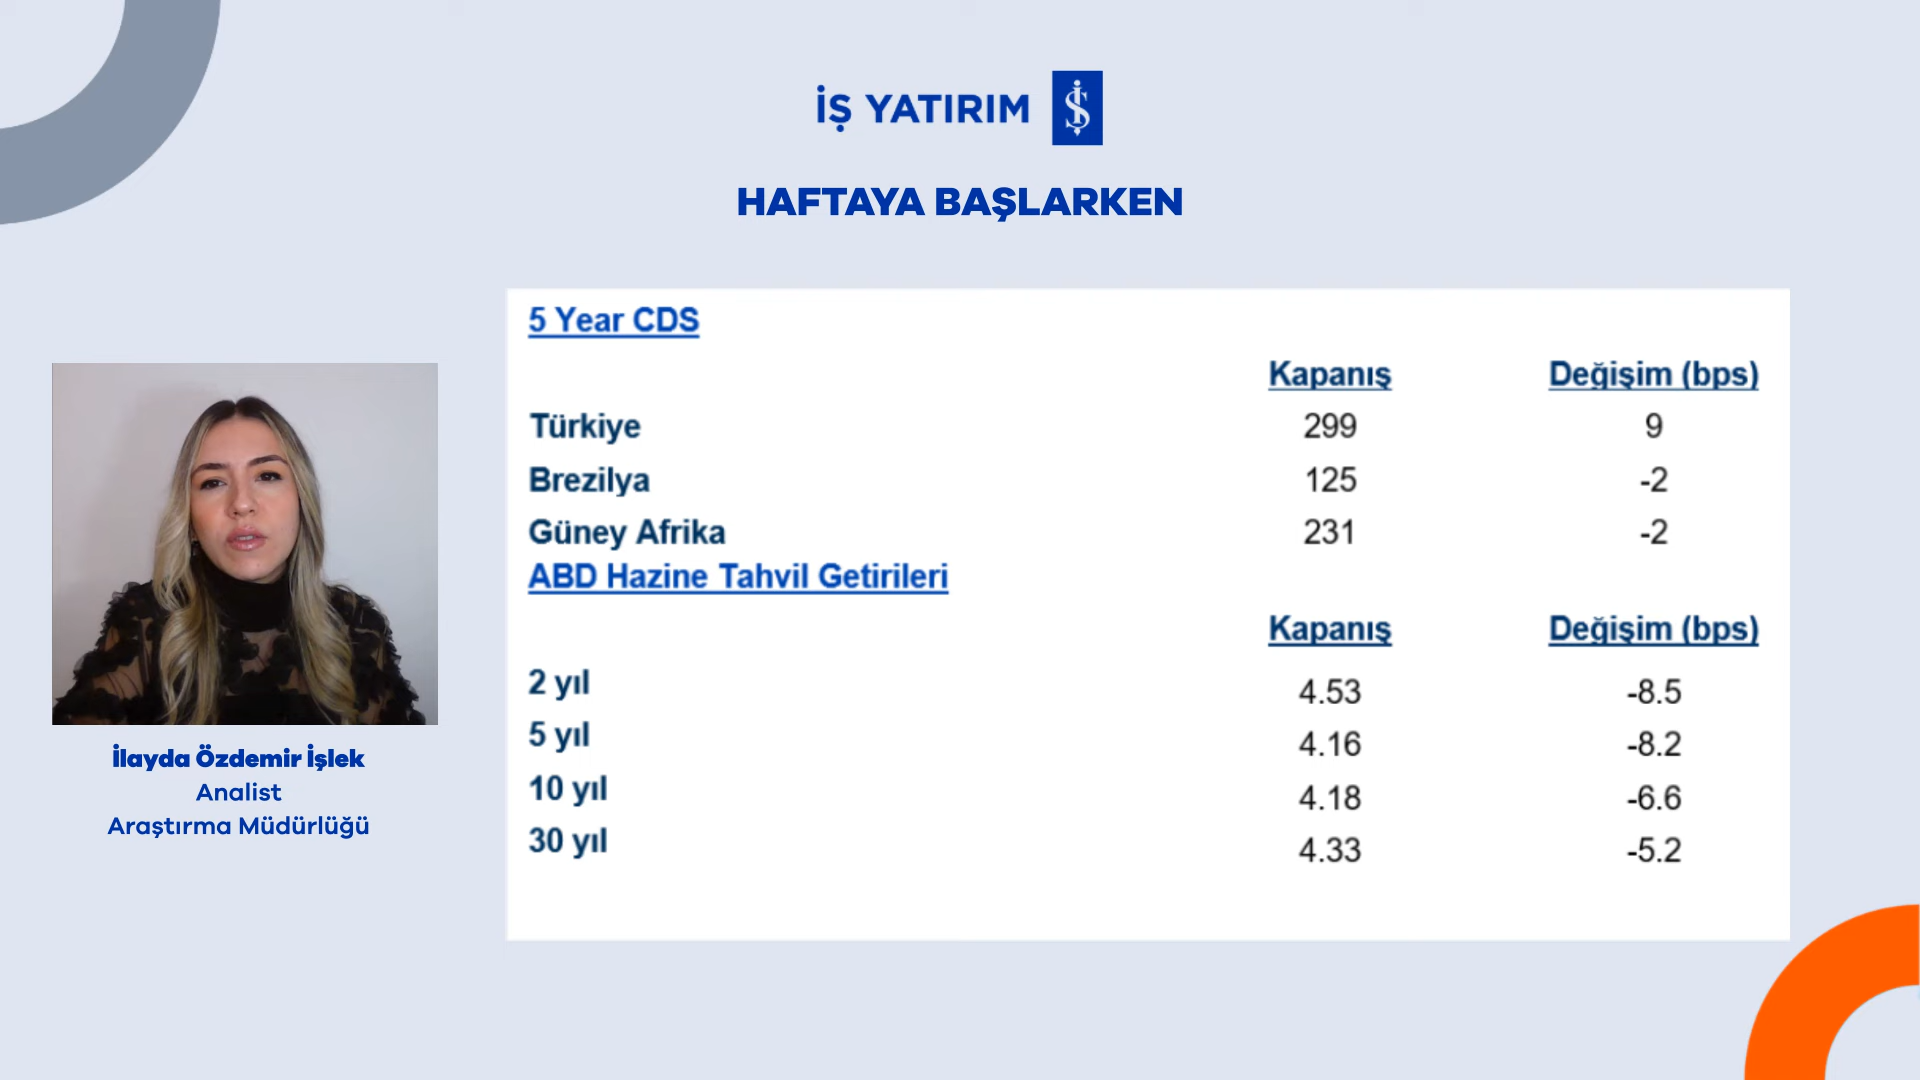 İŞ YATIRIM
HAFTAYA BAŞLARKEN
5 Year CDS
Kapanış Değişim (bps)
Türkiye 299 9
Brezilya 125 -2
Güney Afrika 231 -2
ABD Hazine Tahvil Getirileri
Kapanış Değişim (bps)
2 yıl 4.53 -8.5
5 yıl 4.16 -8.2
10 yıl 4.18 -6.6
30 yıl 4.33 -5.2
İlayda Özdemir İşlek
Analist
Araştırma Müdürlüğü